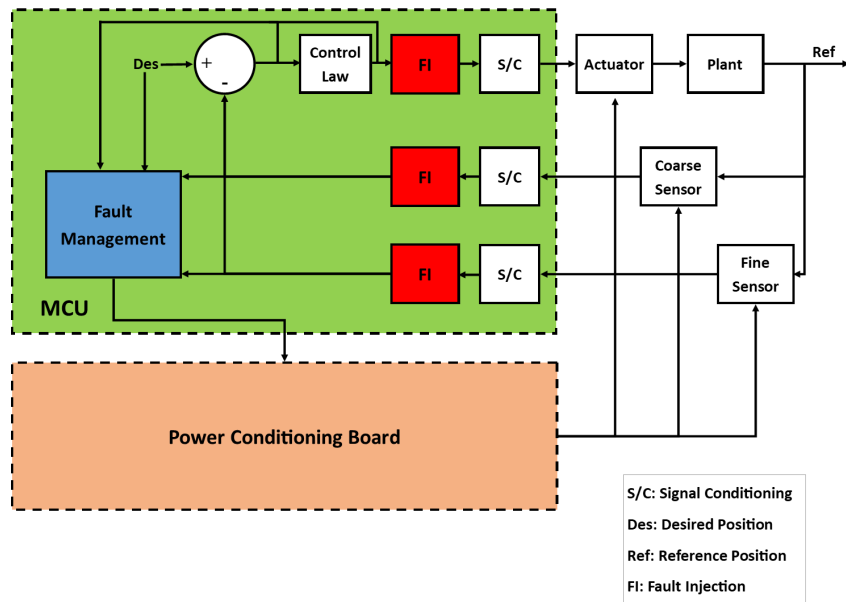 Des
+
-
Control
Law
FI
S/C
Actuator
Plant
Ref
FI
S/C
Coarse
Sensor
Fault
Management
FI
S/C
Fine
Sensor
MCU
Power Conditioning Board
S/C: Signal Conditioning
Des: Desired Position
Ref: Reference Position
FI: Fault Injection